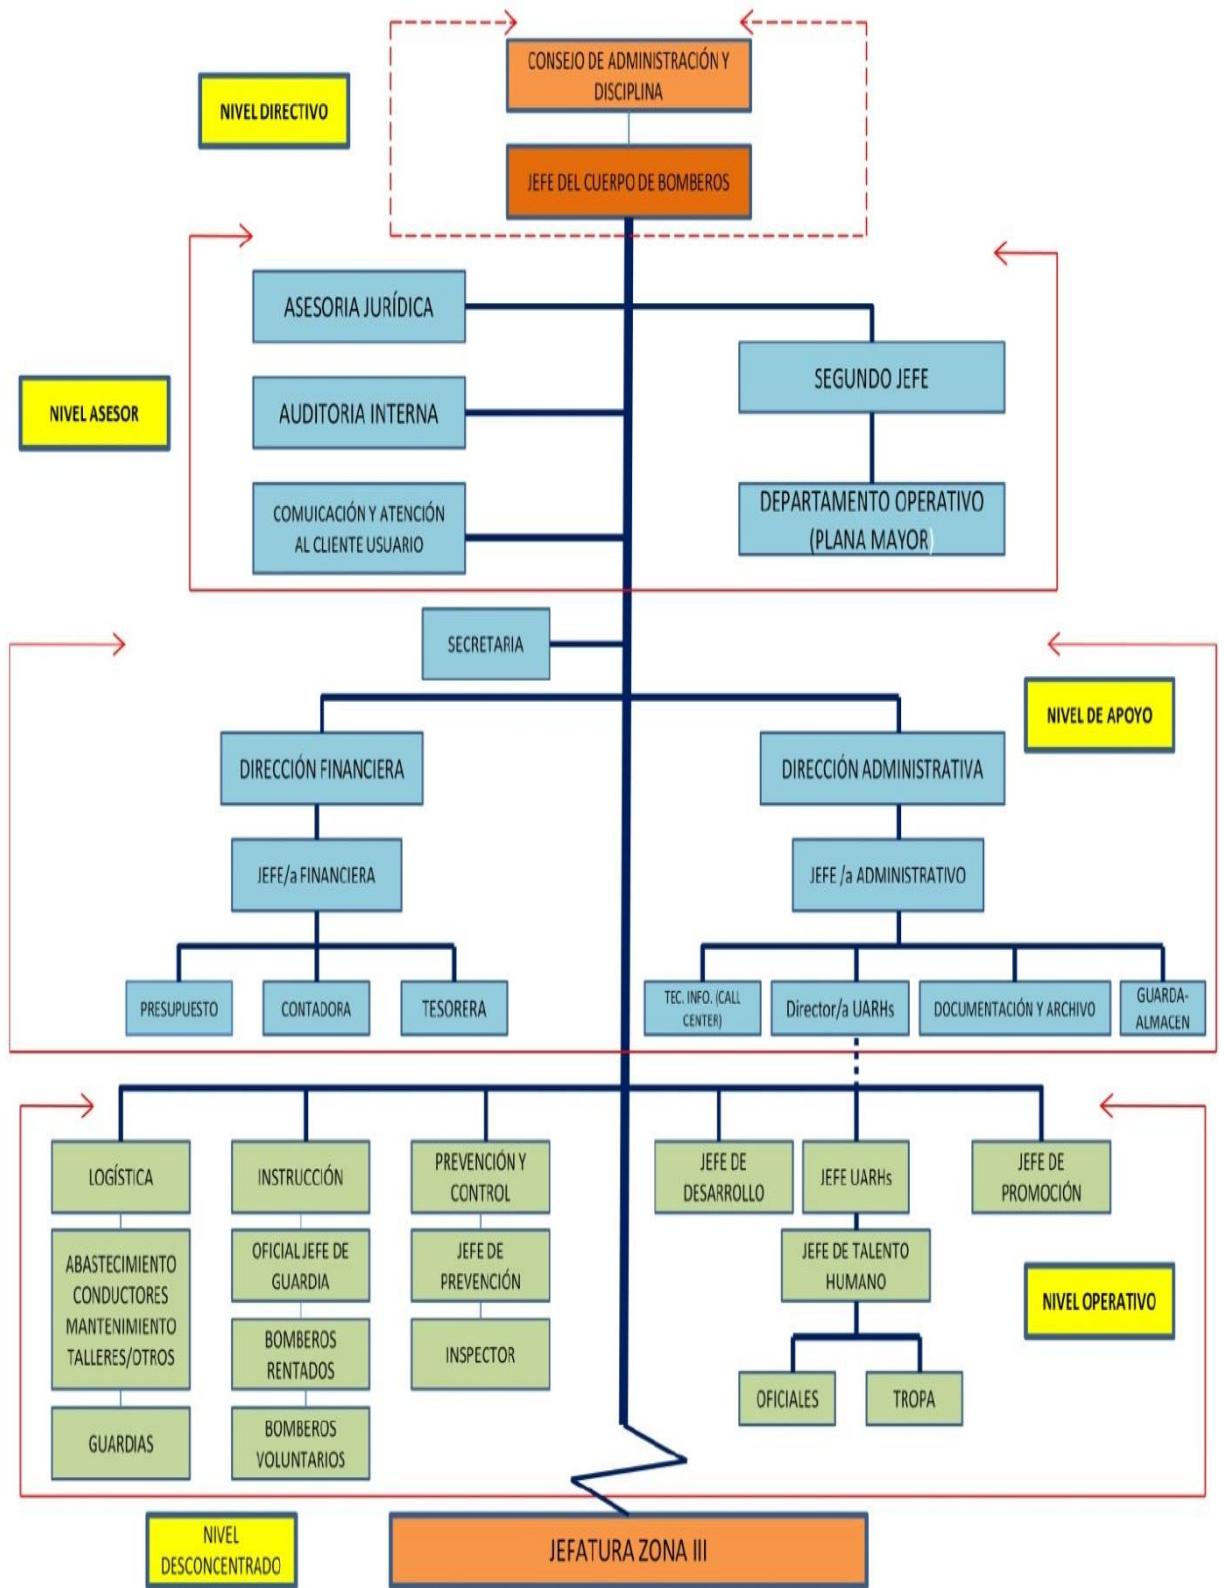 CONSEJO DE ADMINISTRACIÓN Y
DISCIPLINA
NIVEL DIRECTIVO
JEFE DEL CUERPO DE BOMBEROS
ASESORIA JURÍDICA
SEGUNDO JEFE
NIVEL ASESOR
AUDITORIA INTERNA
COMUICACIÓN Y ATENCIÓN
AL CLIENTE USUARIO
DEPARTAMENTO OPERATIVO
(PLANA MAYOR)
SECRETARIA
NIVEL DE APOYO
DIRECCIÓN FINANCIERA
DIRECCIÓN ADMINISTRATIVA
JEFE/a FINANCIERA
JEFE /a ADMINISTRATIVO
PRESUPUESTO
CONTADORA
TESORERA
TEC. INFO. (CALL
CENTER)
Director/a UARHs
DOCUMENTACIÓN Y ARCHIVO
GUARDA-
ALMACEN
LOGÍSTICA
INSTRUCCIÓN
PREVENCIÓN Y
CONTROL
JEFE DE
DESARROLLO
JEFE UARHs
JEFE DE
PROMOCIÓN
ABASTECIMIENTO
CONDUCTORES
MANTENIMIENTO
TALLERES/OTROS
OFICIAL JEFE DE
GUARDIA
JEFE DE
PREVENCIÓN
JEFE DE TALENTO
HUMANO
NIVEL OPERATIVO
BOMBEROS
RENTADOS
INSPECTOR
OFICIALES
TROPA
GUARDIAS
BOMBEROS
VOLUNTARIOS
NIVEL
DESCONCENTRADO
JEFATURA ZONA III